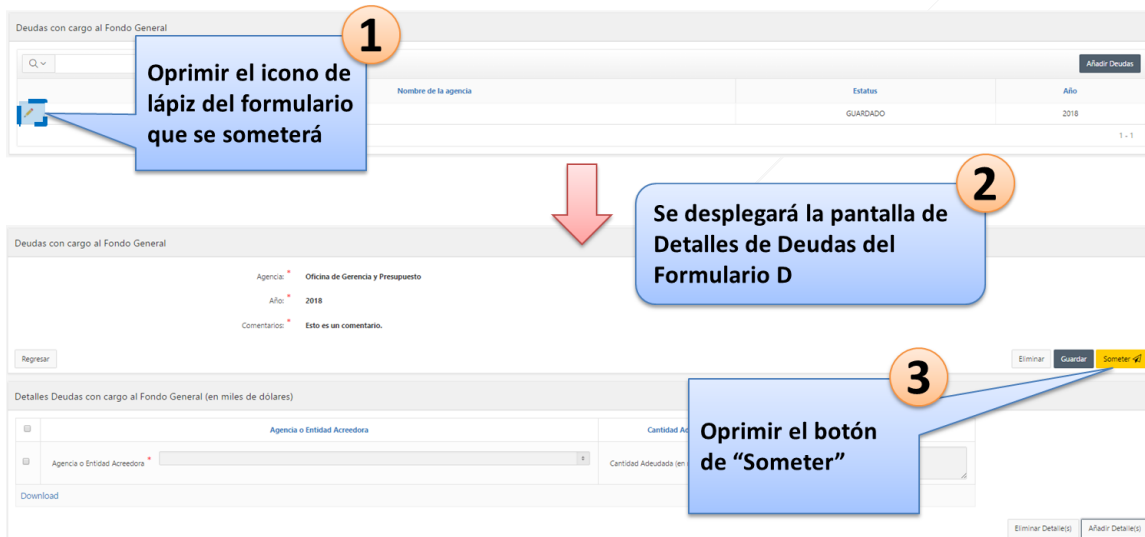 Deudas con cargo al Fondo General
1
Oprimir el icono de
lápiz del formulario
que se someterá
Añadir Deudas
Nombre de la agencia Estatus Año
GUARDADO 2018
1 - 1
2
Se desplegará la pantalla de
Detalles de Deudas del
Formulario D
Deudas con cargo al Fondo General
Agencia: * Oficina de Gerencia y Presupuesto
Año: * 2018
Comentarios: * Esto es un comentario.
Regresar Eliminar Guardar Someter
3
Oprimir el botón
de “Someter”
Detalles Deudas con cargo al Fondo General (en miles de dólares)
Agencia o Entidad Acreedora Cantidad
Agencia o Entidad Acreedora * Cantidad Adeudada (en
Download
Eliminar Detalle(s) Añadir Detalle(s)